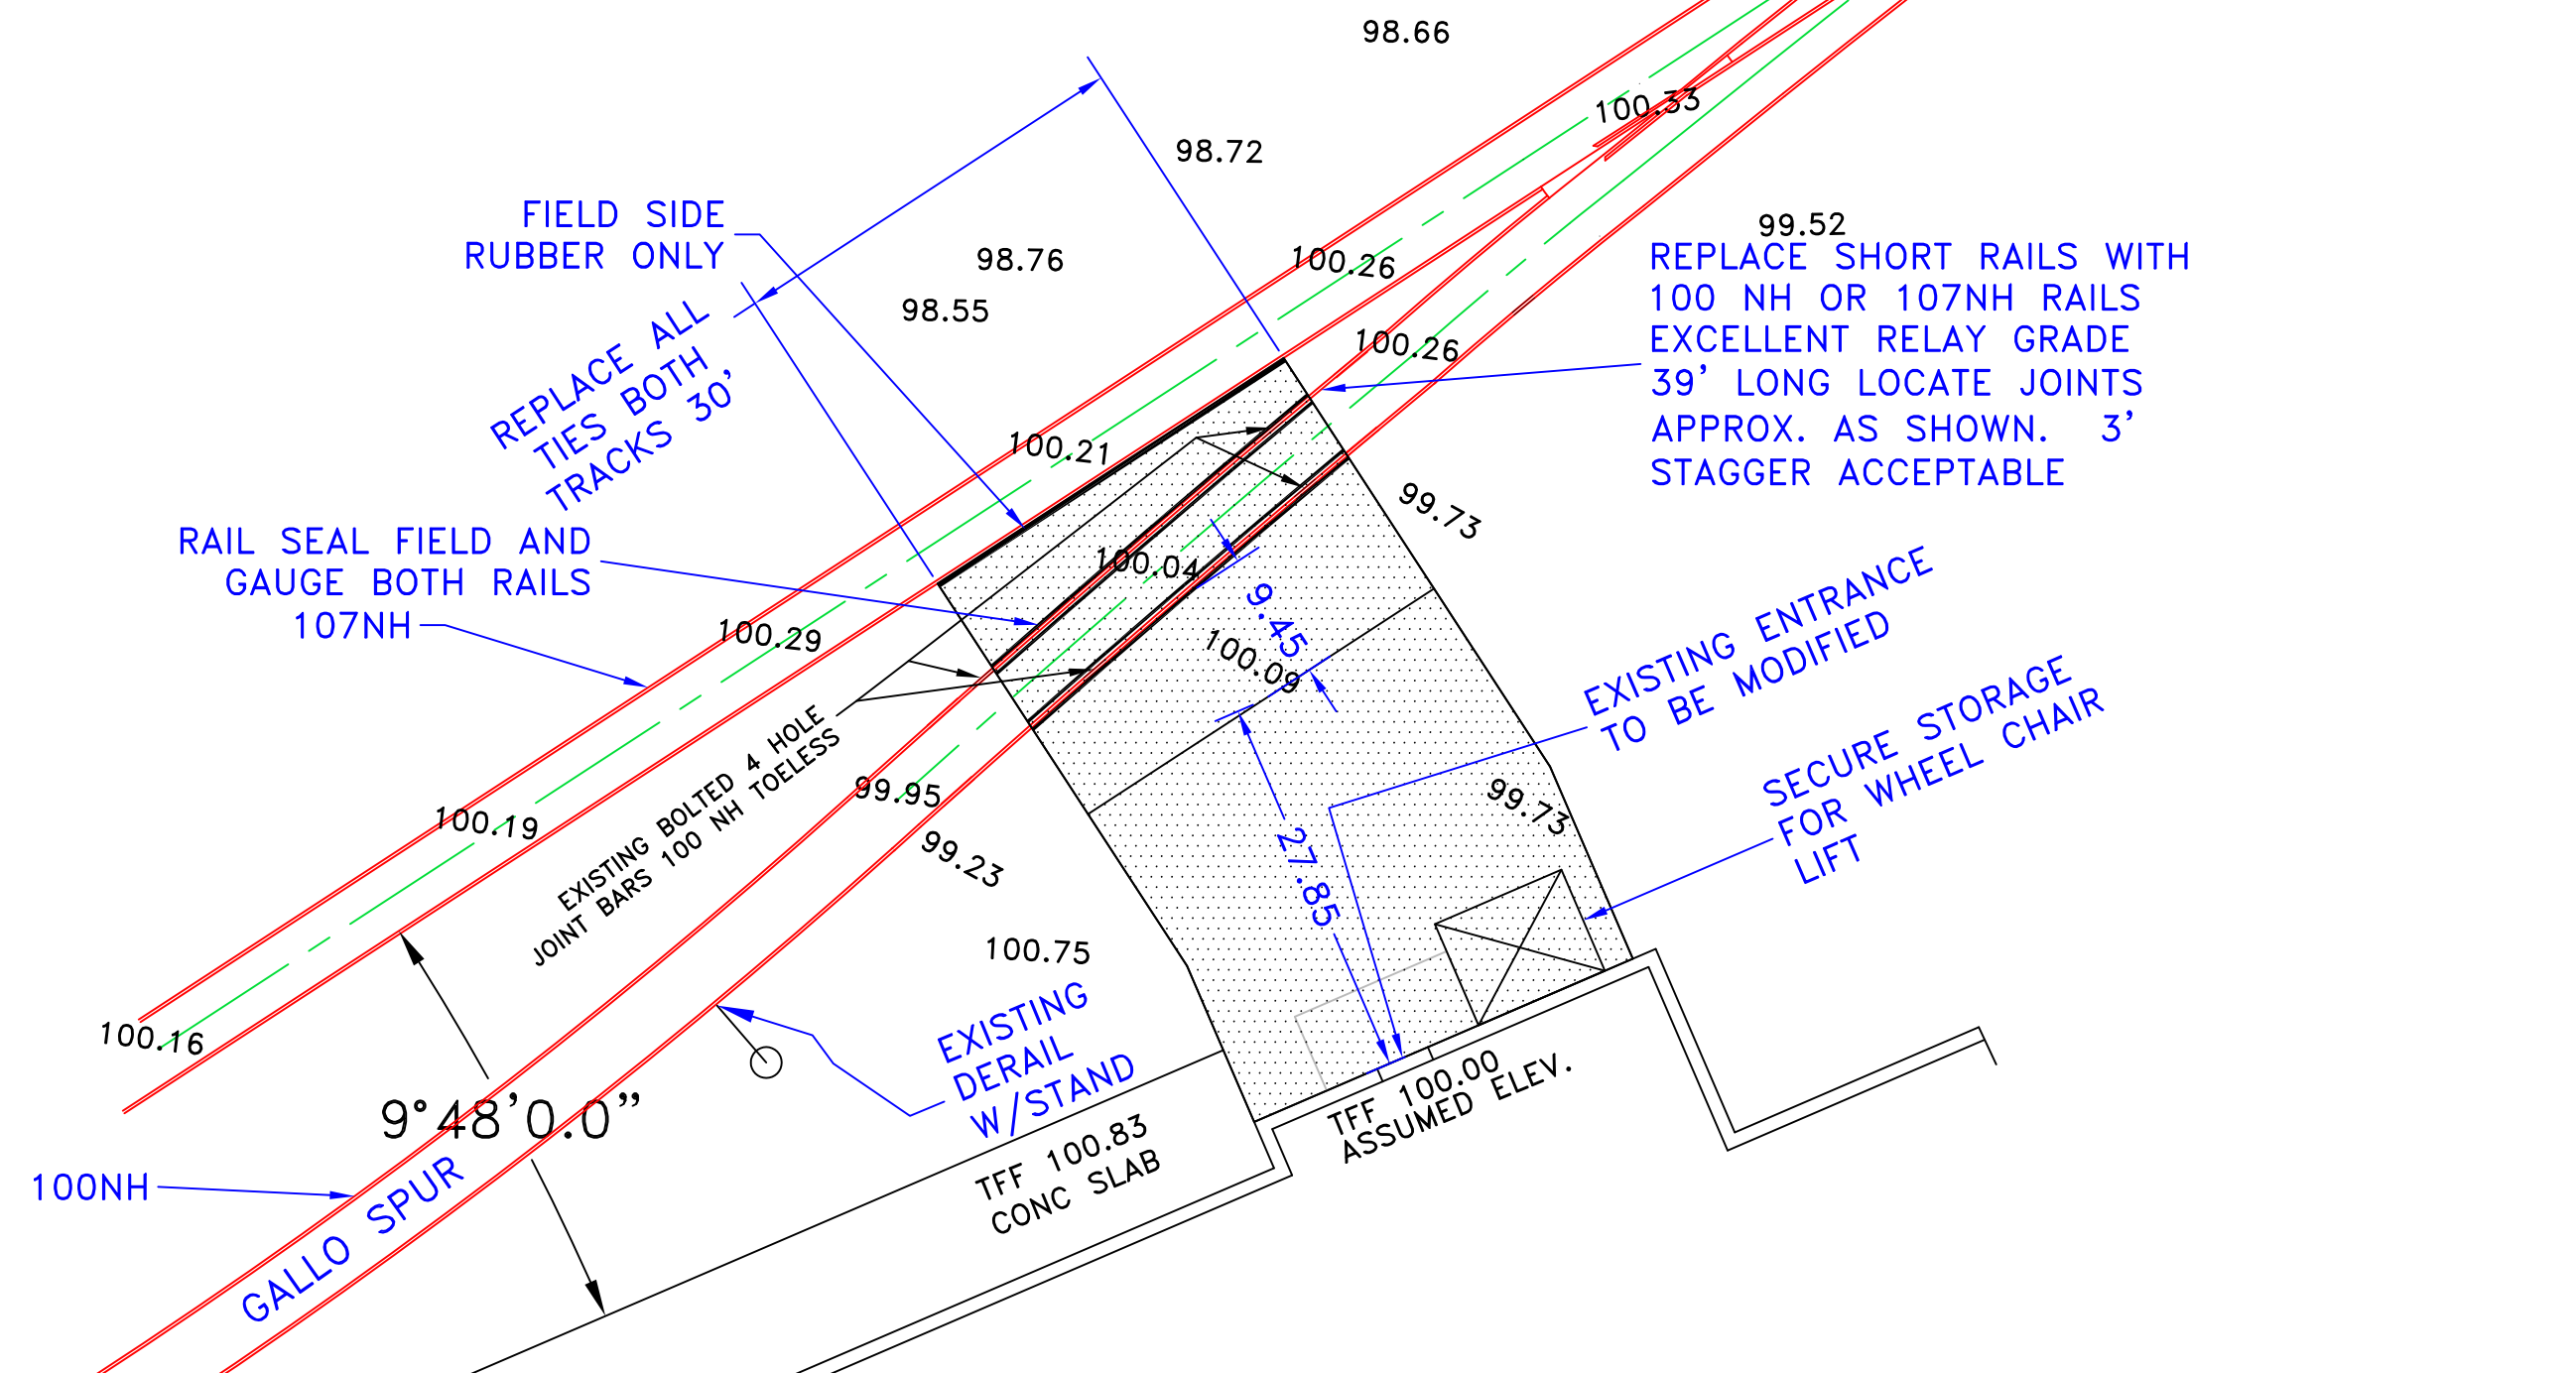 98.66
100.33
98.72
99.52
FIELD SIDE
RUBBER ONLY
98.76
98.55
100.26
REPLACE SHORT RAILS WITH
100 NH OR 107NH RAILS
EXCELLENT RELAY GRADE
39' LONG LOCATE JOINTS
APPROX. AS SHOWN. 3'
STAGGER ACCEPTABLE
100.26
REPLACE ALL
TIES BOTH
TRACKS 30'
100.21
99.73
RAIL SEAL FIELD AND
GAUGE BOTH RAILS
107NH
100.04
9.45
100.09
100.29
EXISTING ENTRANCE
TO BE MODIFIED
SECURE STORAGE
FOR WHEEL CHAIR
LIFT
EXISTING BOLTED 4 HOLE
JOINT BARS 100 NH TOELESS
99.95
99.73
100.19
99.23
27.85
100.75
100.16
EXISTING
DERAIL
W/STAND
9°48'0.0"
TFF 100.00
ASSUMED ELEV.
TFF 100.83
CONC SLAB
100NH
GALLO SPUR